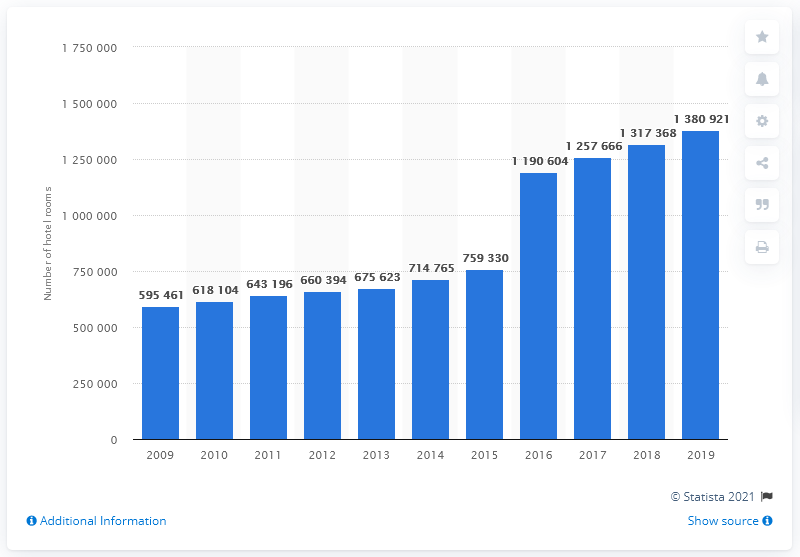 1 750 000
1 500 000
1 250 000
1 000 000
750 000
500 000
250 000
0
Number of hotel rooms
595 461
618 104
643 196
660 394
675 623
714 765
759 330
1 190 604
1 257 666
1 317 368
1 380 921
2009 2010 2011 2012 2013 2014 2015 2016 2017 2018 2019
© Statista 2021
Additional Information
Show source